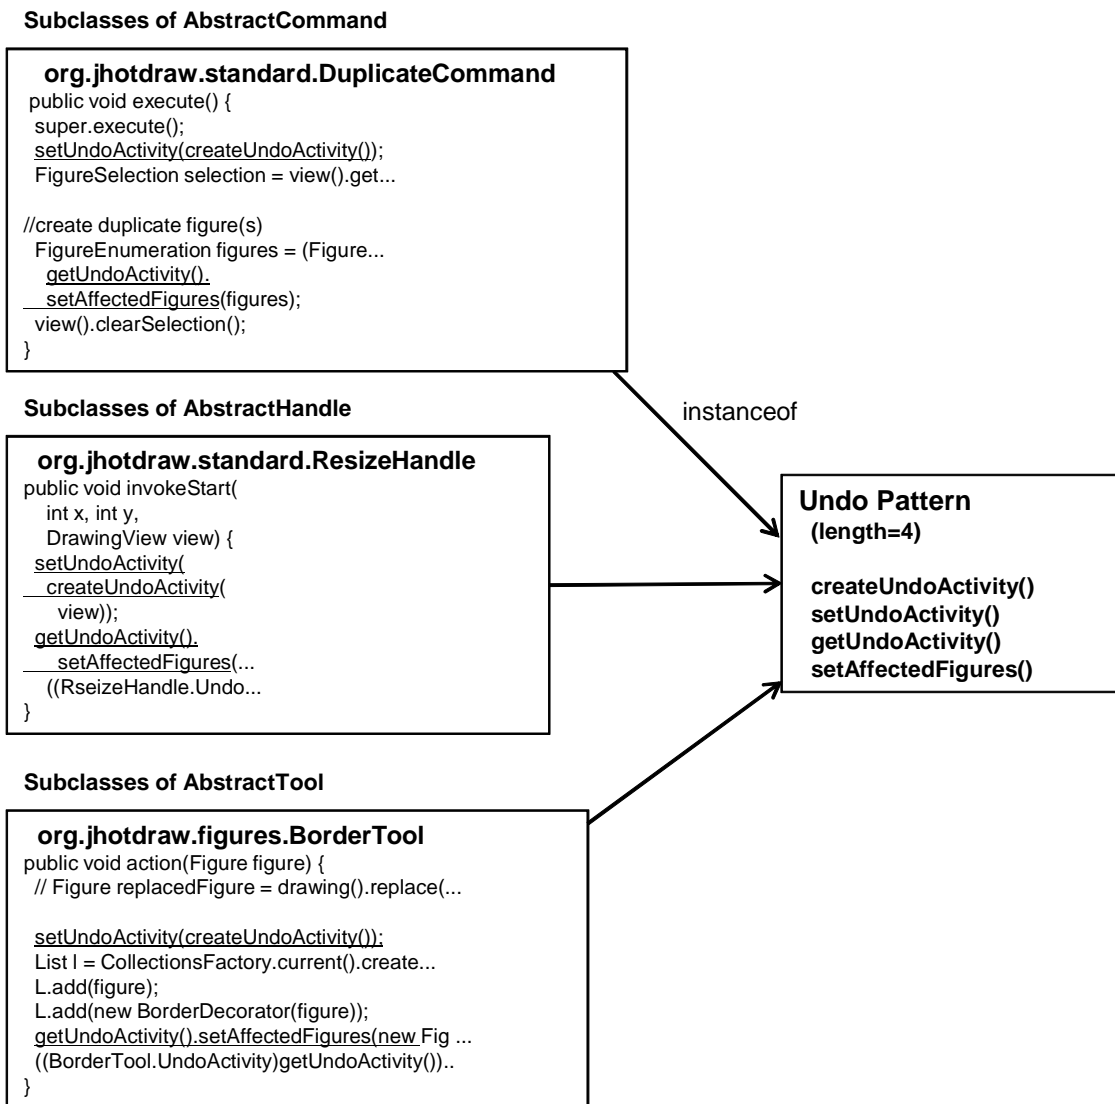 Subclasses of AbstractCommand
org.jhotdraw.standard.DuplicateCommand
public void execute() {
super.execute();
setUndoActivity(createUndoActivity());
FigureSelection selection = view().get...
//create duplicate figure(s)
FigureEnumeration figures = (Figure...
getUndoActivity().
setAffectedFigures(figures);
view().clearSelection();
}
Subclasses of AbstractHandle
org.jhotdraw.standard.ResizeHandle
public void invokeStart(
int x, int y,
DrawingView view) {
setUndoActivity(
createUndoActivity(
view));
getUndoActivity().
setAffectedFigures(...
((RseizeHandle.Undo...
}
Subclasses of AbstractTool
org.jhotdraw.figures.BorderTool
public void action(Figure figure) {
// Figure replacedFigure = drawing().replace(...
setUndoActivity(createUndoActivity());
List l = CollectionsFactory.current().create...
L.add(figure);
L.add(new BorderDecorator(figure));
getUndoActivity().setAffectedFigures(new Fig ...
((BorderTool.UndoActivity)getUndoActivity())..
}
instanceof
Undo Pattern
(length=4)
createUndoActivity()
setUndoActivity()
getUndoActivity()
setAffectedFigures()